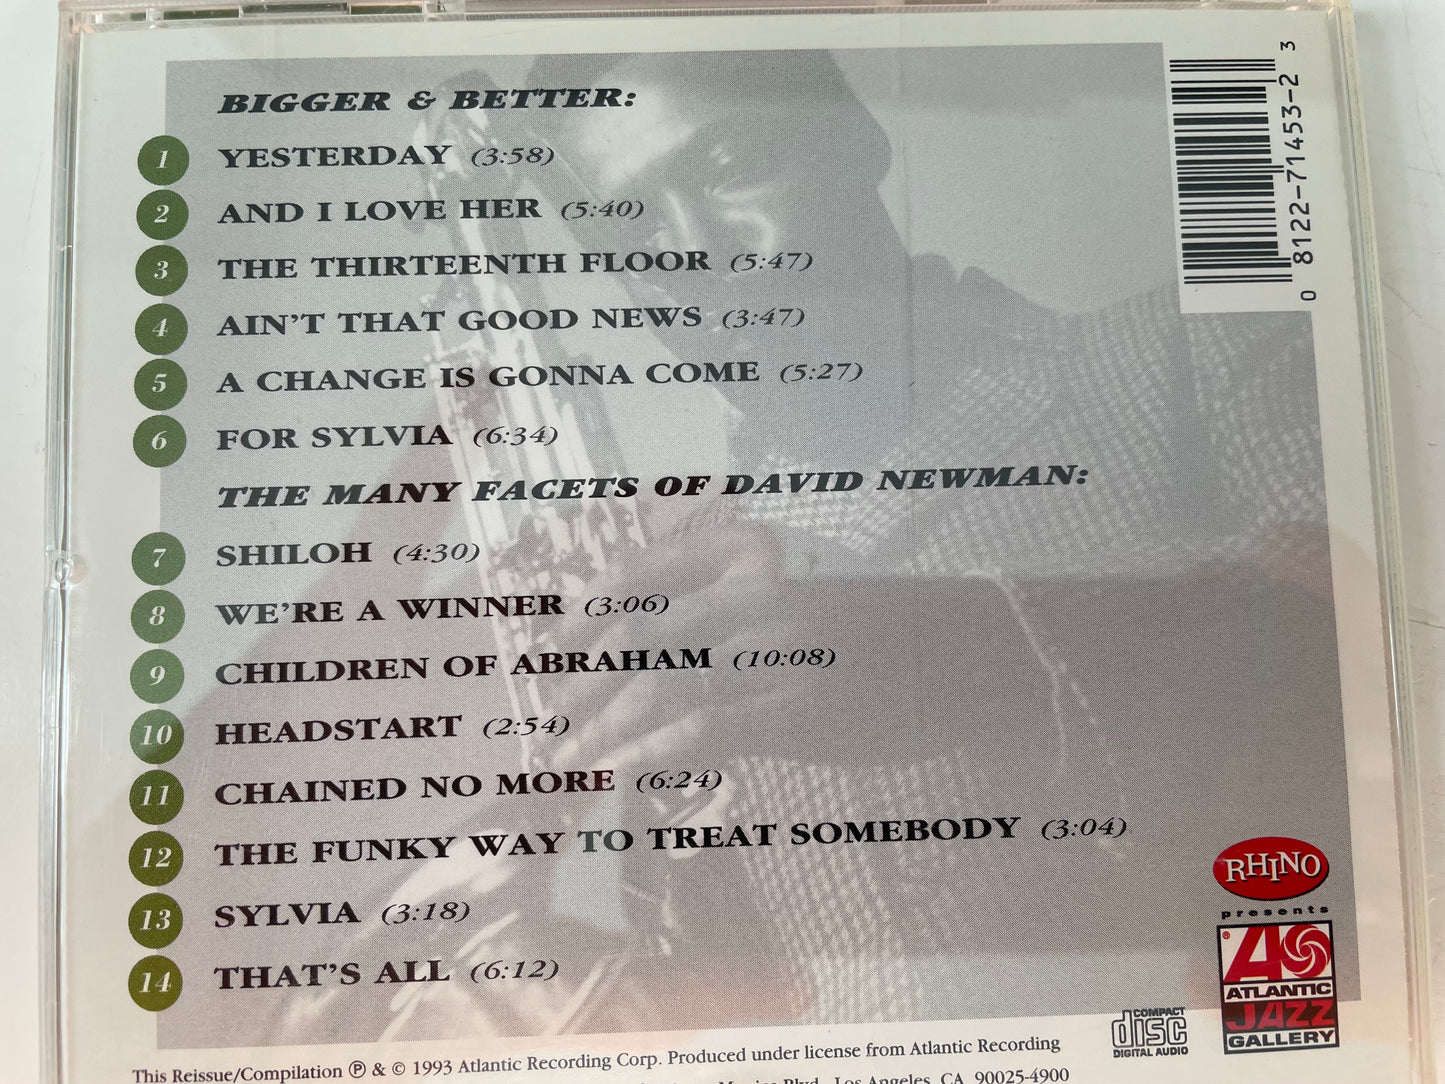 BIGGER & BETTER:
1 YESTERDAY (3:58)
2 AND I LOVE HER (5:40)
3 THE THIRTEENTH FLOOR (5:47)
4 AIN'T THAT GOOD NEWS (3:47)
5 A CHANGE IS GONNA COME (5:27)
6 FOR SYLVIA (6:34)
THE MANY FACETS OF DAVID NEWMAN:
7 SHILOH (4:30)
8 WE'RE A WINNER (3:06)
9 CHILDREN OF ABRAHAM (10:08)
10 HEADSTART (2:54)
11 CHAINED NO MORE (6:24)
12 THE FUNKY WAY TO TREAT SOMEBODY (3:04)
13 SYLVIA (3:18)
14 THAT'S ALL (6:12)
0 8122-71453-2 3
RHINO
presents
®
ATLANTIC
JAZZ
GALLERY
COMPACT
disc
DIGITAL AUDIO
This Reissue/Compilation ℗ & © 1993 Atlantic Recording Corp. Produced under license from Atlantic Recording
Blvd., Los Angeles, CA 90025-4900